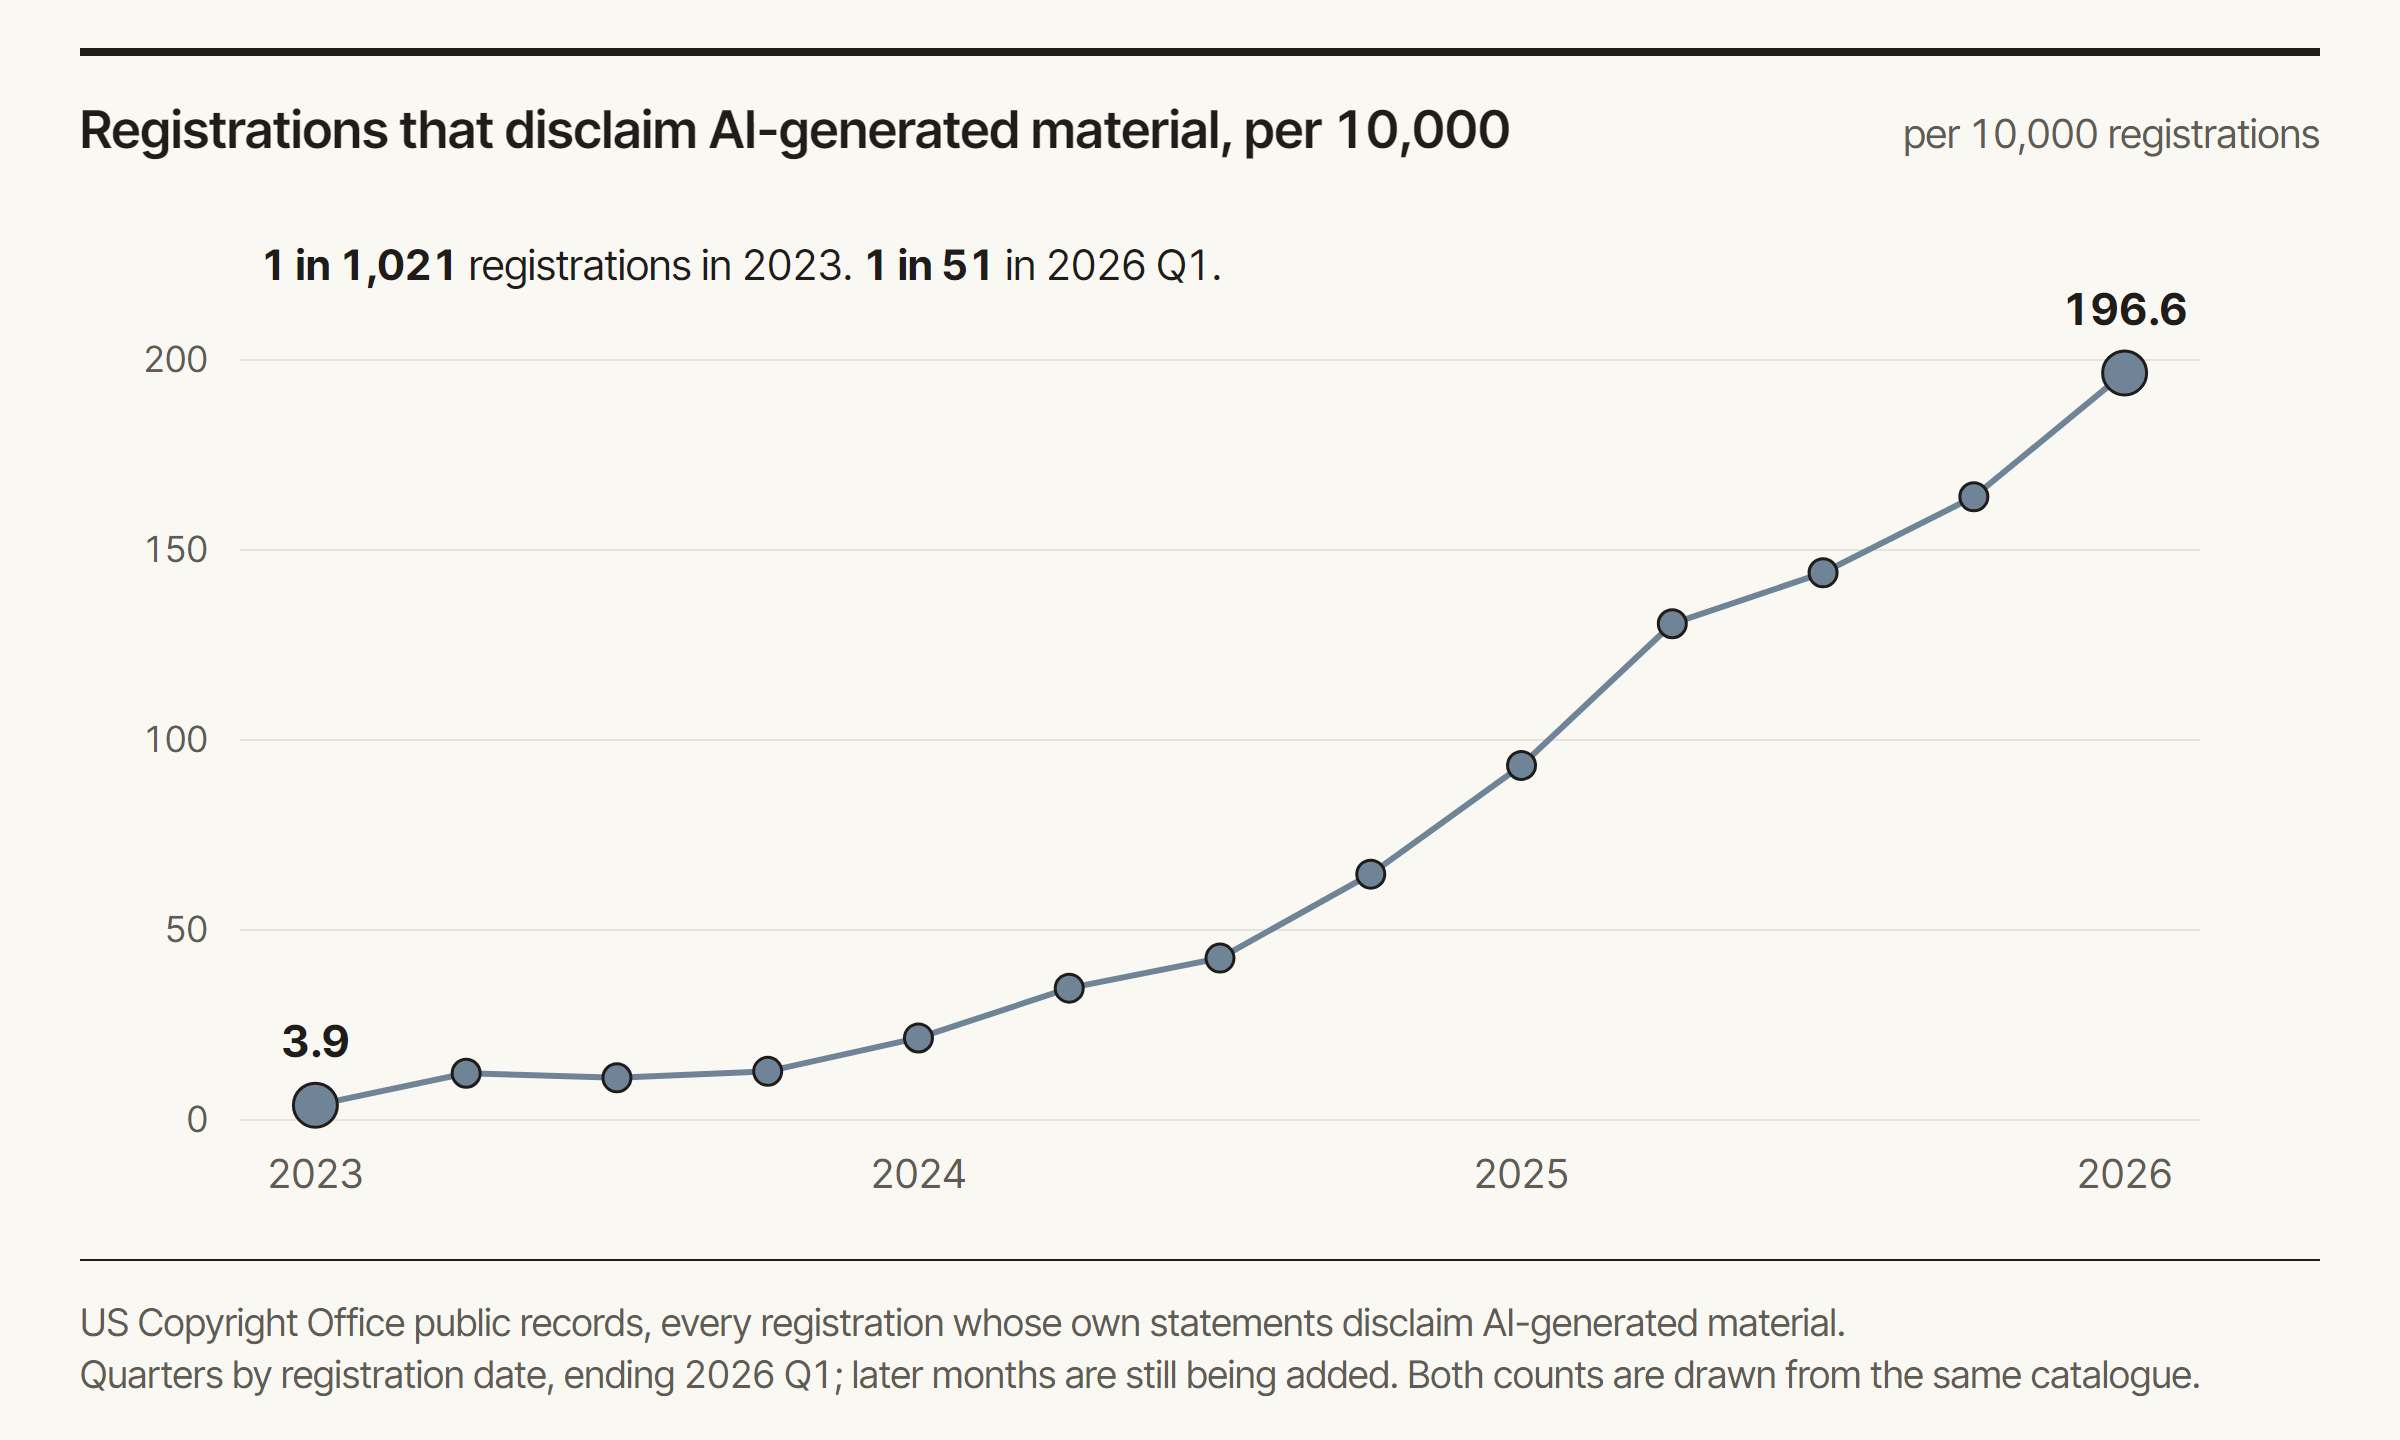 Registrations that disclaim AI-generated material, per 10,000
per 10,000 registrations
1 in 1,021 registrations in 2023. 1 in 51 in 2026 Q1.
196.6
200
150
100
50
3.9
0
2023 2024 2025 2026
US Copyright Office public records, every registration whose own statements disclaim AI-generated material.
Quarters by registration date, ending 2026 Q1; later months are still being added. Both counts are drawn from the same catalogue.